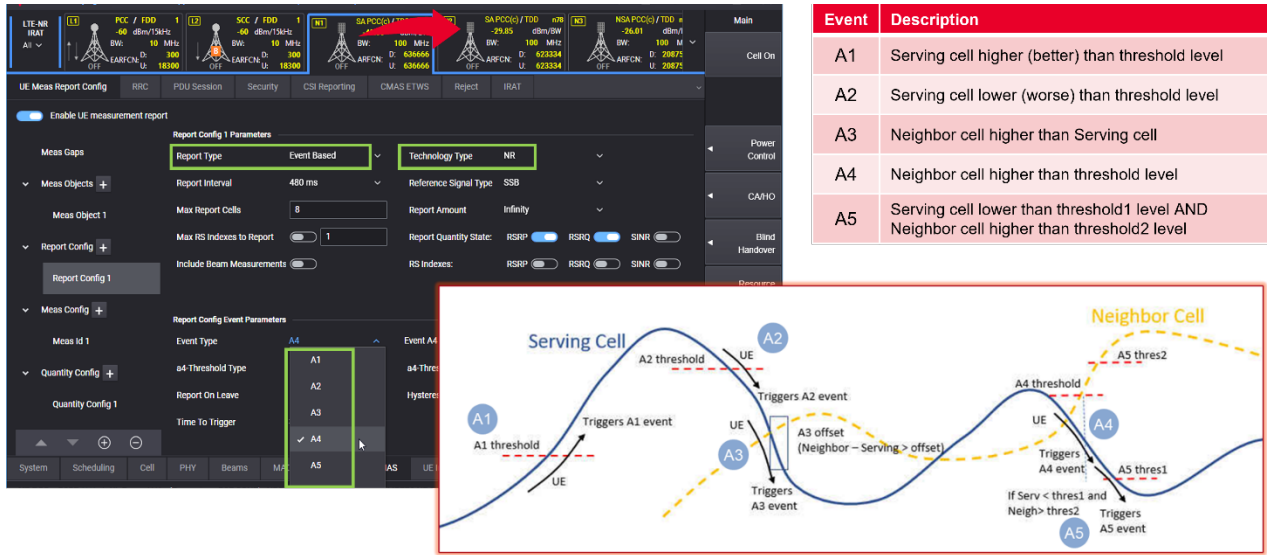 LTE-NR
IRAT
All
L1
PCC / FDD 1
-60 dBm/15kHz
BW: 10 MHz
EARFCN: D: 300
U: 18300
OFF
L2
SCC / FDD 1
-60 dBm/15kHz
BW: 10 MHz
EARFCN: D: 300
U: 18300
8
OFF
N1
SA PCC(c) / TDD
BW: 100 MHz
ARFCN: D: 636666
U: 636666
OFF
SA PCC(c) / TDD n78
-29.85 dBm/BW
BW: 100 MHz
ARFCN: D: 623334
U: 623334
OFF
N3
NSA PCC(c) / TDD
-26.01
BW: 100 M
ARFCN: D: 20875
U: 20875
OFF
Main
Cell On
Power
Control
CA/HO
Blind
Handover
Resource
UE Meas Report Config RRC PDU Session Security CSI Reporting CMAS ETWS Reject IRAT
Enable UE measurement report
Meas Gaps
Meas Objects +
Meas Object 1
Report Config +
Report Config 1
Meas Config +
Meas Id 1
Quantity Config +
Quantity Config 1
Report Config 1 Parameters
Report Type Event Based Technology Type NR
Report Interval 480 ms Reference Signal Type SSB
Max Report Cells 8 Report Amount Infinity
Max RS Indexes to Report 1 Report Quantity State: RSRP RSRQ SINR
Include Beam Measurements RS Indexes: RSRP RSRQ SINR
Report Config Event Parameters
Event Type A4 Event A4
a4-Threshold Type
Report On Leave
Time To Trigger
A1
A2
A3
✓ A4
A5
System Scheduling Cell PHY Beams
Event Description
A1 Serving cell higher (better) than threshold level
A2 Serving cell lower (worse) than threshold level
A3 Neighbor cell higher than Serving cell
A4 Neighbor cell higher than threshold level
A5 Serving cell lower than threshold1 level AND
Neighbor cell higher than threshold2 level
Serving Cell
Neighbor Cell
A1
A1 threshold
Triggers A1 event
UE
A2 threshold
UE
A2
Triggers A2 event
UE
A3
A3 offset
(Neighbor – Serving > offset)
Triggers
A3 event
A4 threshold
UE
A4
Triggers
A4 event
A5 thres2
A5 thres1
If Serv < thres1 and
Neigh> thres2
A5
Triggers
A5 event